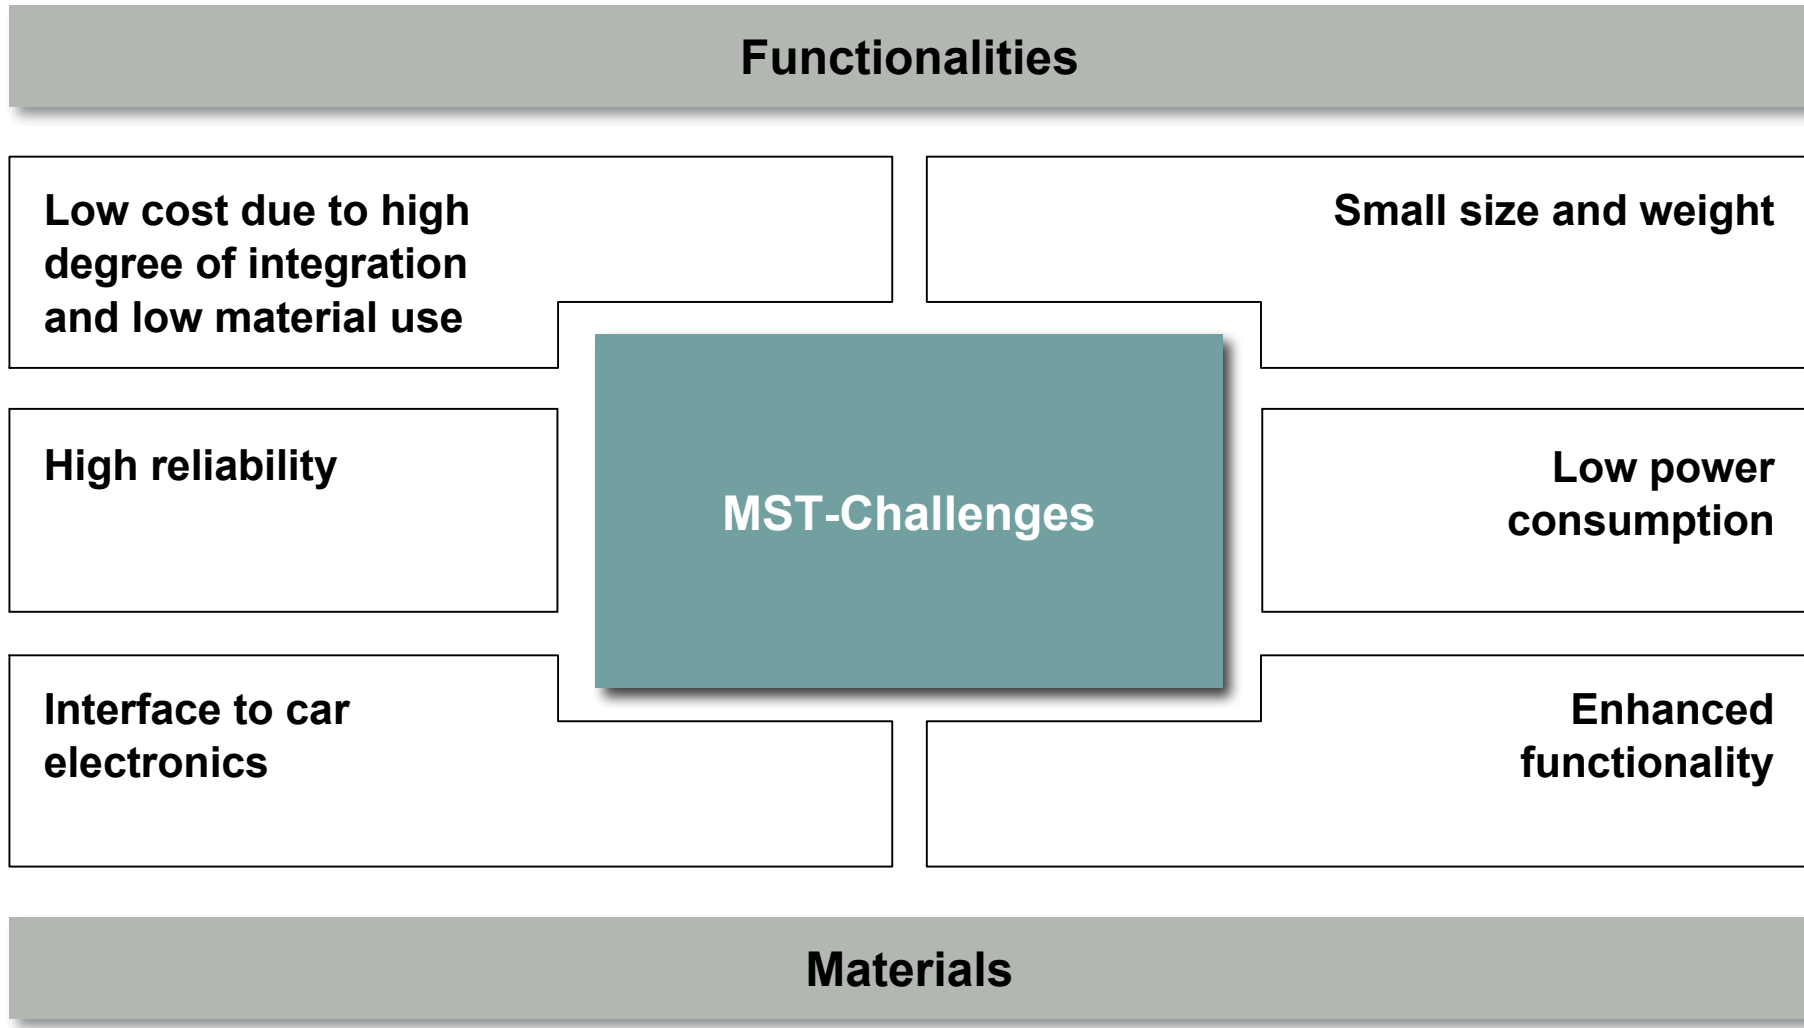 Functionalities
Low cost due to high
degree of integration
and low material use
Small size and weight
High reliability
MST-Challenges
Low power
consumption
Interface to car
electronics
Enhanced
functionality
Materials